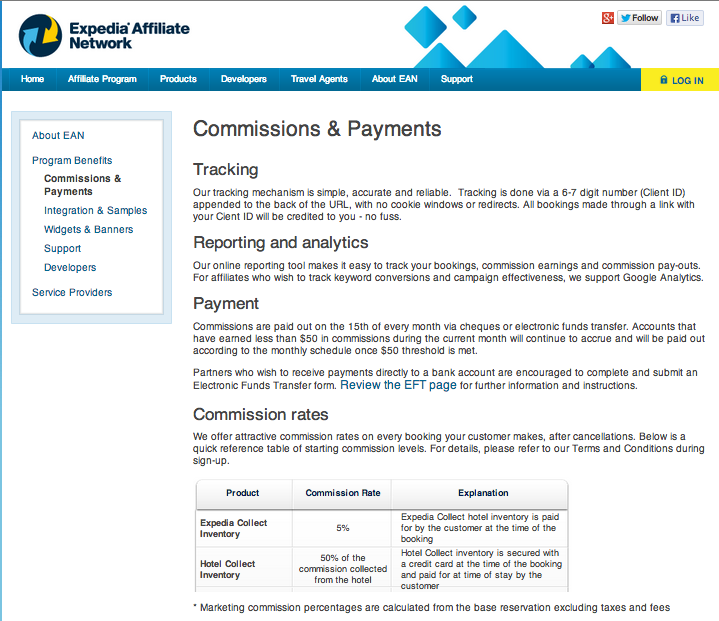 Expedia® Affiliate
Network
Follow
Like
Home Affiliate Program Products Developers Travel Agents About EAN Support LOG IN
About EAN
Program Benefits
Commissions &
Payments
Integration & Samples
Widgets & Banners
Support
Developers
Service Providers
Commissions & Payments
Tracking
Our tracking mechanism is simple, accurate and reliable. Tracking is done via a 6-7 digit number (Client ID)
appended to the back of the URL, with no cookie windows or redirects. All bookings made through a link with
your Cient ID will be credited to you - no fuss.
Reporting and analytics
Our online reporting tool makes it easy to track your bookings, commission earnings and commission pay-outs.
For affiliates who wish to track keyword conversions and campaign effectiveness, we support Google Analytics.
Payment
Commissions are paid out on the 15th of every month via cheques or electronic funds transfer. Accounts that
have earned less than $50 in commissions during the current month will continue to accrue and will be paid out
according to the monthly schedule once $50 threshold is met.
Partners who wish to receive payments directly to a bank account are encouraged to complete and submit an
Electronic Funds Transfer form. Review the EFT page for further information and instructions.
Commission rates
We offer attractive commission rates on every booking your customer makes, after cancellations. Below is a
quick reference table of starting commission levels. For details, please refer to our Terms and Conditions during
sign-up.
Product Commission Rate Explanation
Expedia Collect
Inventory
5%
Expedia Collect hotel inventory is paid
for by the customer at the time of the
booking
Hotel Collect
Inventory
50% of the
commission collected
from the hotel
Hotel Collect inventory is secured with
a credit card at the time of the booking
and paid for at time of stay by the
customer
* Marketing commission percentages are calculated from the base reservation excluding taxes and fees